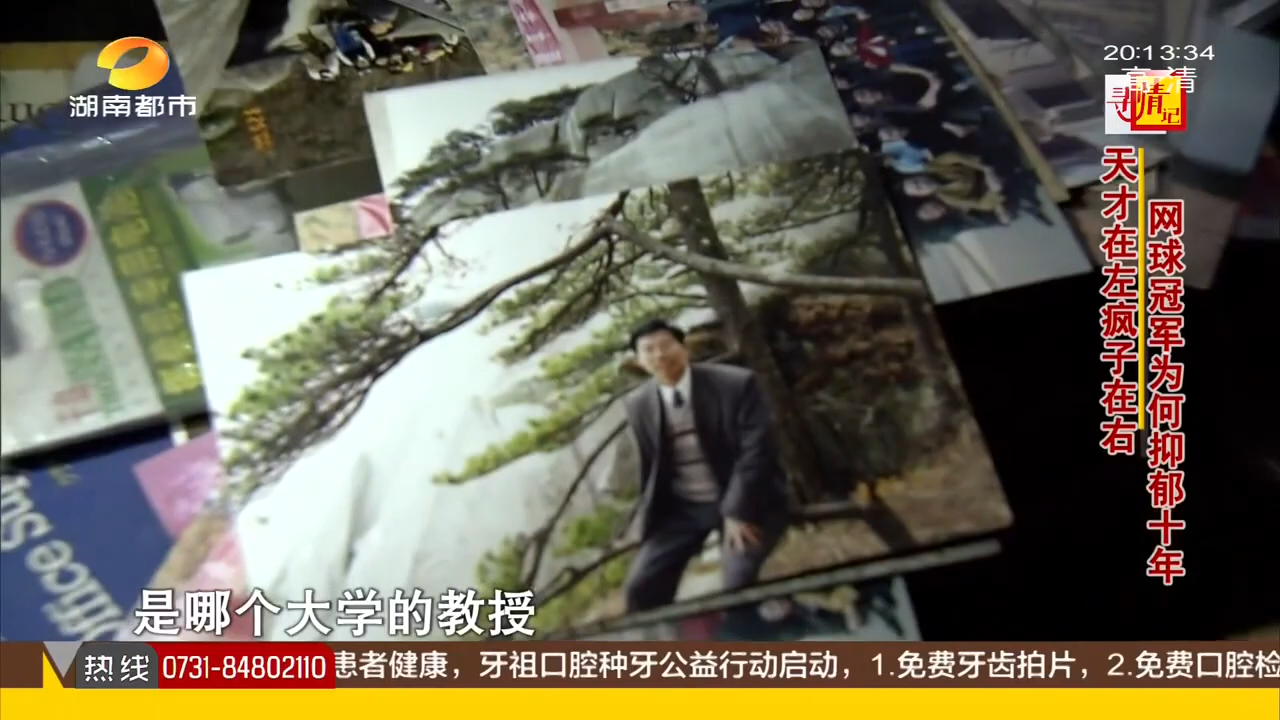 湖南都市
20:13:34
高清
寻情记
天才在左疯子在右
网球冠军为何抑郁十年
Office Su
是哪个大学的教授
热线 0731-84802110 患者健康，牙祖口腔种牙公益行动启动，1.免费牙齿拍片，2.免费口腔检